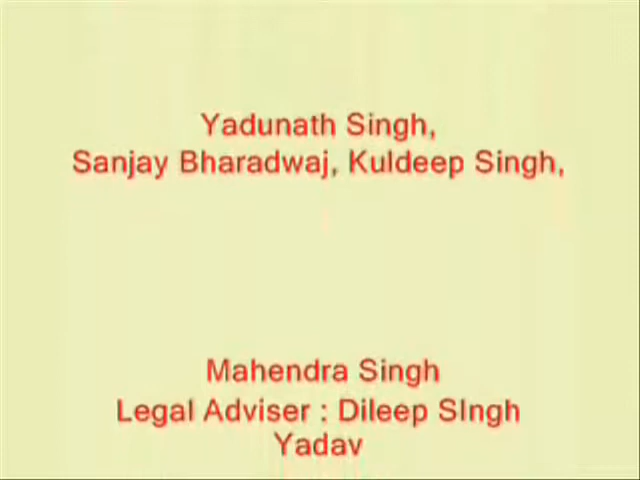 Yadunath Singh,
Sanjay Bharadwaj, Kuldeep Singh,
Mahendra Singh
Legal Adviser : Dileep SIngh
Yadav